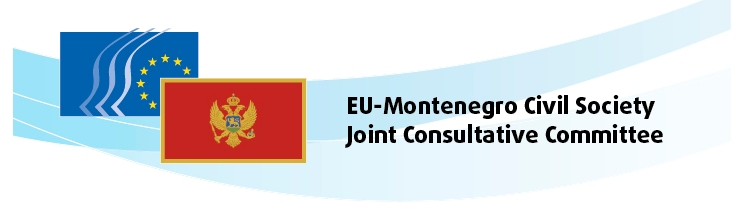 EU-Montenegro Civil Society
Joint Consultative Committee